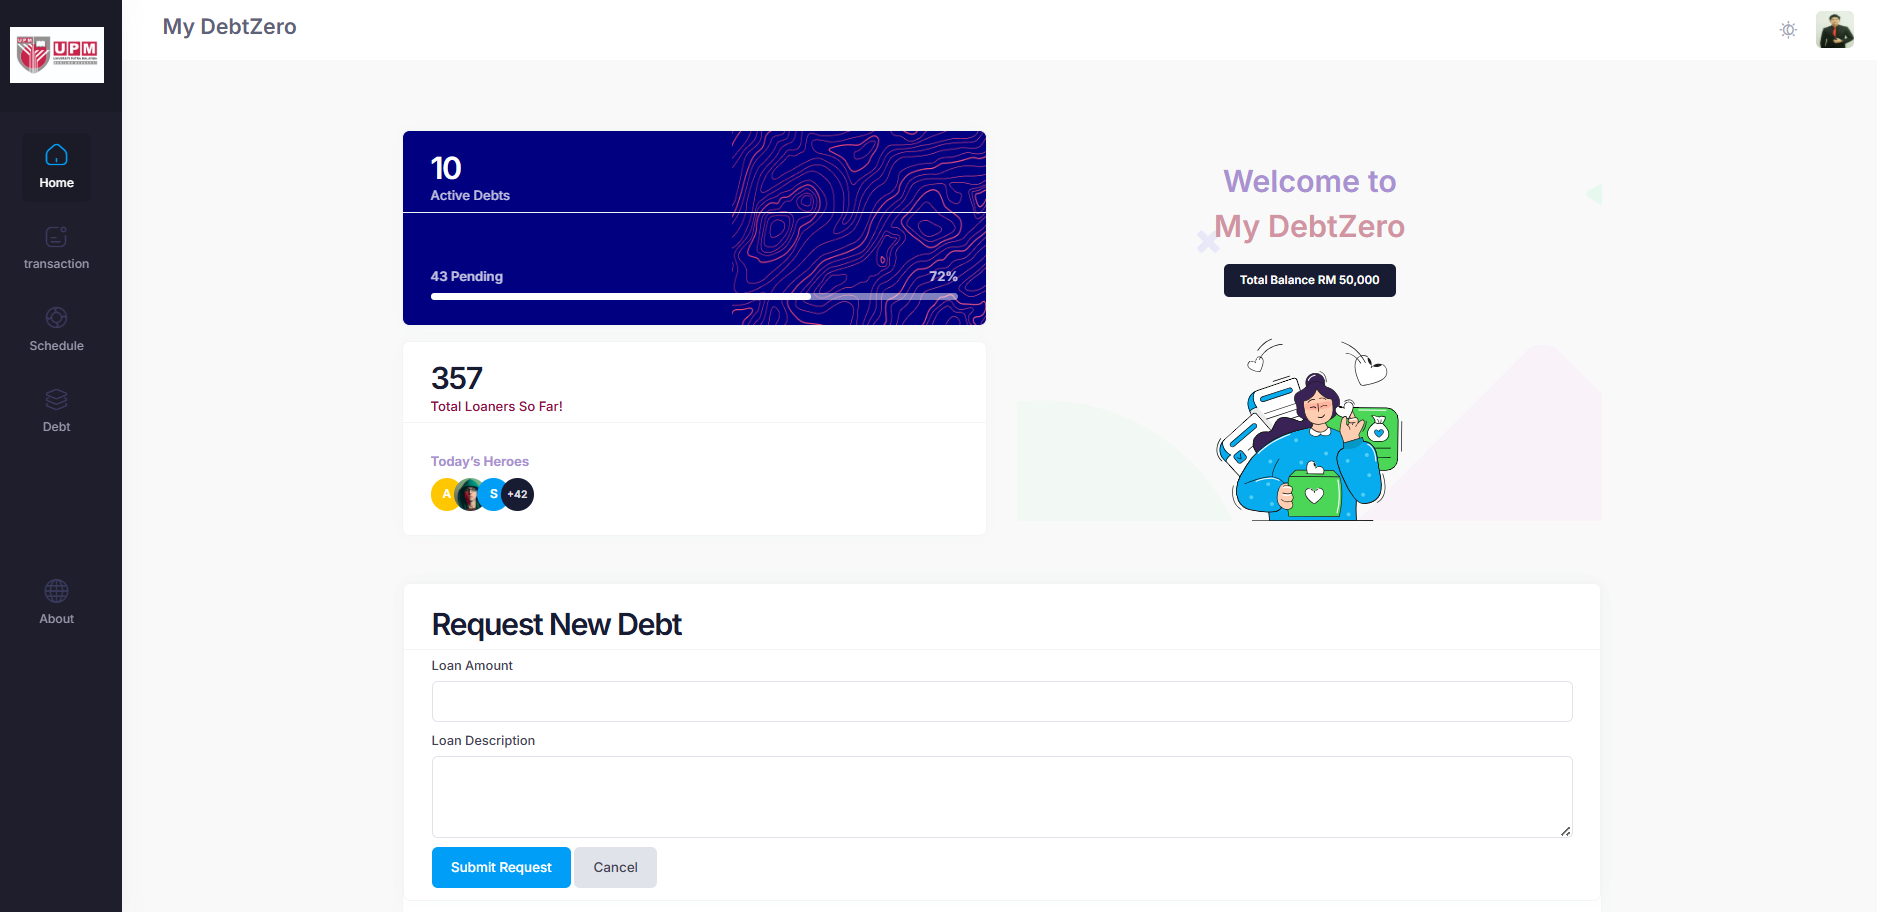 UPM
My DebtZero
Home
transaction
Schedule
Debt
About
10
Active Debts
43 Pending
72%
357
Total Loaners So Far!
Today's Heroes
A
S
+42
Welcome to
My DebtZero
Total Balance RM 50,000
Request New Debt
Loan Amount
Loan Description
Submit Request
Cancel